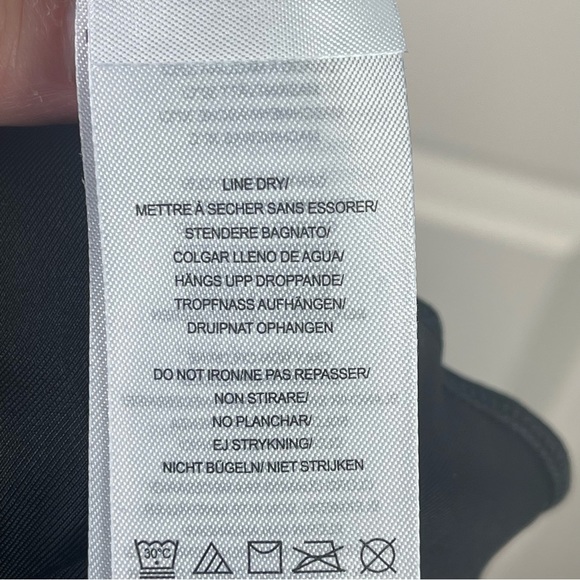 LINE DRY/
METTRE À SECHER SANS ESSORER/
STENDERE BAGNATO/
COLGAR LLENO DE AGUA/
HÄNGS UPP DROPPANDE/
TROPFNASS AUFHÄNGEN/
DRUIPNAT OPHANGEN
DO NOT IRON/NE PAS REPASSER/
NON STIRARE/
NO PLANCHAR/
EJ STRYKNING/
NICHT BÜGELN/ NIET STRIJKEN
30°C